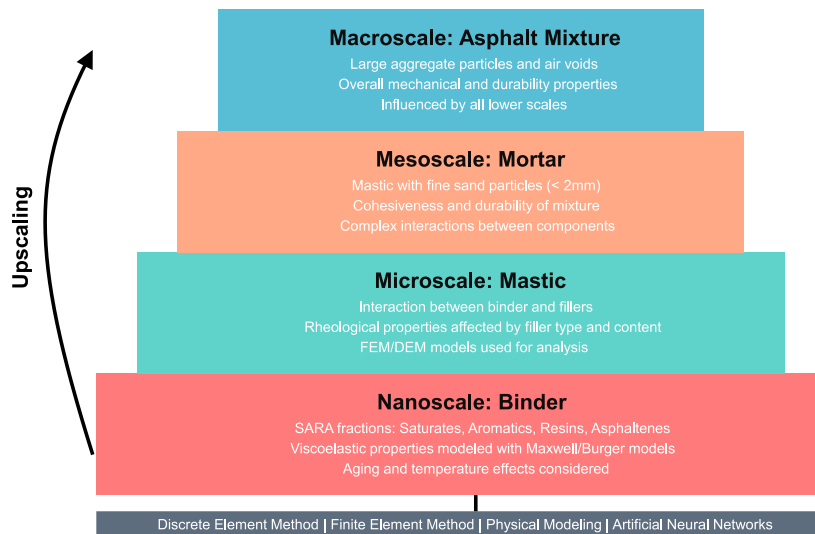 Macroscale: Asphalt Mixture
Large aggregate particles and air voids
Overall mechanical and durability properties
Influenced by all lower scales
Mesoscale: Mortar
Mastic with fine sand particles (< 2mm)
Cohesiveness and durability of mixture
Complex interactions between components
Upscaling
Microscale: Mastic
Interaction between binder and fillers
Rheological properties affected by filler type and content
FEM/DEM models used for analysis
Nanoscale: Binder
SARA fractions: Saturates, Aromatics, Resins, Asphaltenes
Viscoelastic properties modeled with Maxwell/Burger models
Aging and temperature effects considered
Discrete Element Method | Finite Element Method | Physical Modeling | Artificial Neural Networks